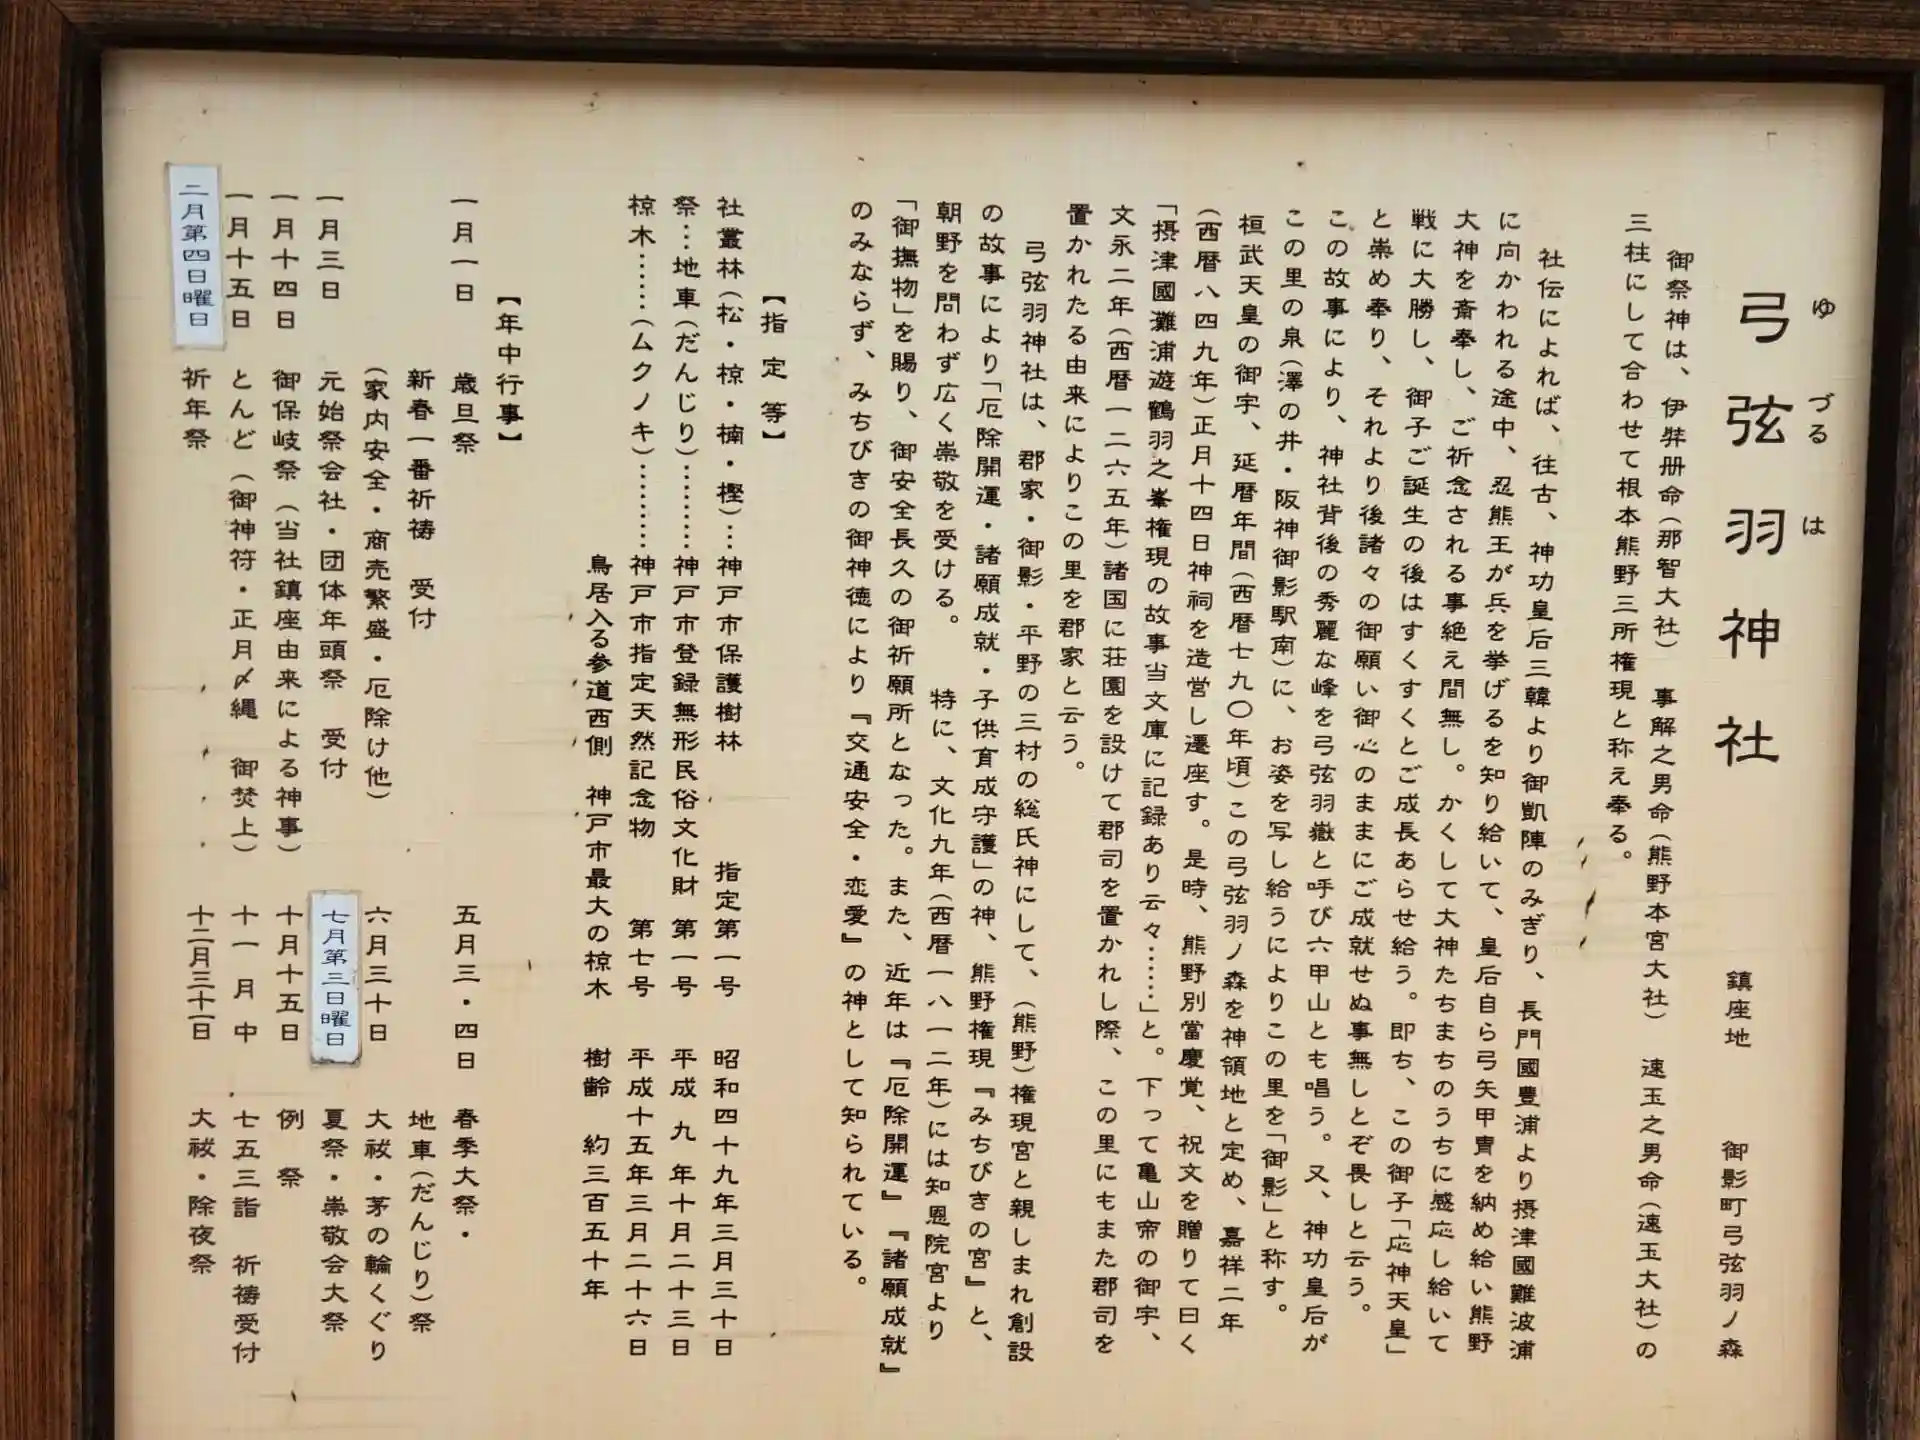 弓弦羽神社
ゆづるは
鎮座地　御影町弓弦羽ノ森
御祭神は、伊弉册命（那智大社）　事解之男命（熊野本宮大社）　速玉之男命（速玉大社）の
三柱にして合わせて根本熊野三所権現と称え奉る。
社伝によれば、往古、神功皇后三韓より御凱陣のみぎり、長門國豊浦より摂津國難波浦
に向かわれる途中、忍熊王が兵を挙げるを知り給いて、皇后自ら弓矢甲冑を納め給い熊野
大神を斎奉し、ご祈念される事絶え間無し。かくして大神たちまちのうちに感応し給いて
戦に大勝し、御子ご誕生の後はすくすくとご成長あらせ給う。即ち、この御子「応神天皇」
と崇め奉り、それより後諸々の御願い御心のままにご成就せぬ事無しとぞ畏しと云う。
この故事により、神社背後の秀麗な峰を弓弦羽嶽と呼び六甲山とも唱う。又、神功皇后が
この里の泉（澤の井・阪神御影駅南）に、お姿を写し給うによりこの里を「御影」と称す。
桓武天皇の御宇、延暦年間（西暦七九〇年頃）この弓弦羽ノ森を神領地と定め、嘉祥二年
（西暦八四九年）正月十四日神祠を造営し遷座す。是時、熊野別當慶覚、祝文を贈りて曰く
「摂津國灘浦遊鶴羽之峯権現の故事当文庫に記録あり云々……」と。下って亀山帝の御宇、
文永二年（西暦一二六五年）諸国に荘園を設けて郡司を置かれし際、この里にもまた郡司を
置かれたる由来によりこの里を郡家と云う。
弓弦羽神社は、郡家・御影・平野の三村の総氏神にして、（熊野）権現宮と親しまれ創設
の故事により「厄除開運・諸願成就・子供育成守護」の神、熊野権現『みちびきの宮』と、
朝野を問わず広く崇敬を受ける。　特に、文化九年（西暦一八一二年）には知恩院宮より
「御撫物」を賜り、御安全長久の御祈願所となった。また、近年は『厄除開運』『諸願成就』
のみならず、みちびきの御神徳により『交通安全・恋愛』の神として知られている。
【指定等】
社叢林（松・椋・楠・樫）…神戸市保護樹林　指定第一号　昭和四十九年三月三十日
祭…地車（だんじり）………神戸市登録無形民俗文化財　第一号　平成九年十月二十三日
椋木……（ムクノキ）………神戸市指定天然記念物　第七号　平成十五年三月二十六日
鳥居入る参道西側　神戸市最大の椋木　樹齢　約三百五十年
【年中行事】
一月一日　歳旦祭
新春一番祈祷　受付
（家内安全・商売繁盛・厄除け他）
一月三日　元始祭会社・団体年頭祭　受付
一月十四日　御保岐祭（当社鎮座由来による神事）
一月十五日　とんど（御神符・正月〆縄　御焚上）
二月第四日曜日　祈年祭
五月三・四日　春季大祭・
地車（だんじり）祭
六月三十日　大祓・茅の輪くぐり
七月第三日曜日　夏祭・崇敬会大祭
十月十五日　例祭
十一月中　七五三詣　祈祷受付
十二月三十一日　大祓・除夜祭